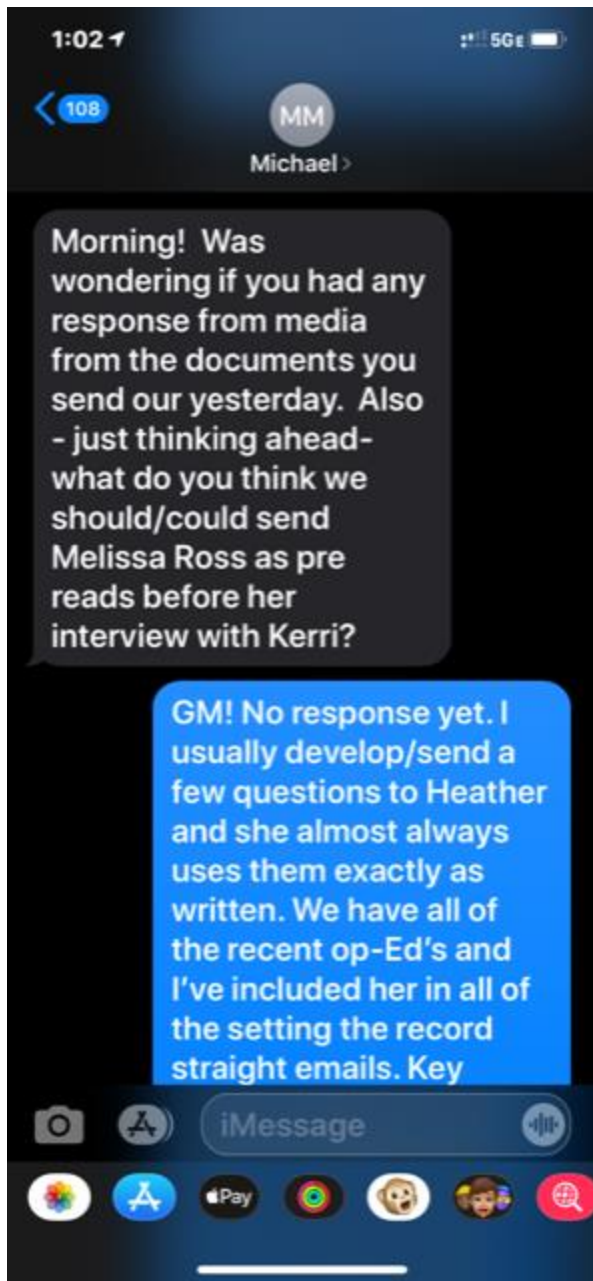 1:02
5GE
108
MM
Michael
Morning!  Was
wondering if you had any
response from media
from the documents you
send our yesterday.  Also
- just thinking ahead-
what do you think we
should/could send
Melissa Ross as pre
reads before her
interview with Kerri?
GM! No response yet. I
usually develop/send a
few questions to Heather
and she almost always
uses them exactly as
written. We have all of
the recent op-Ed's and
I've included her in all of
the setting the record
straight emails. Key
iMessage
Pay